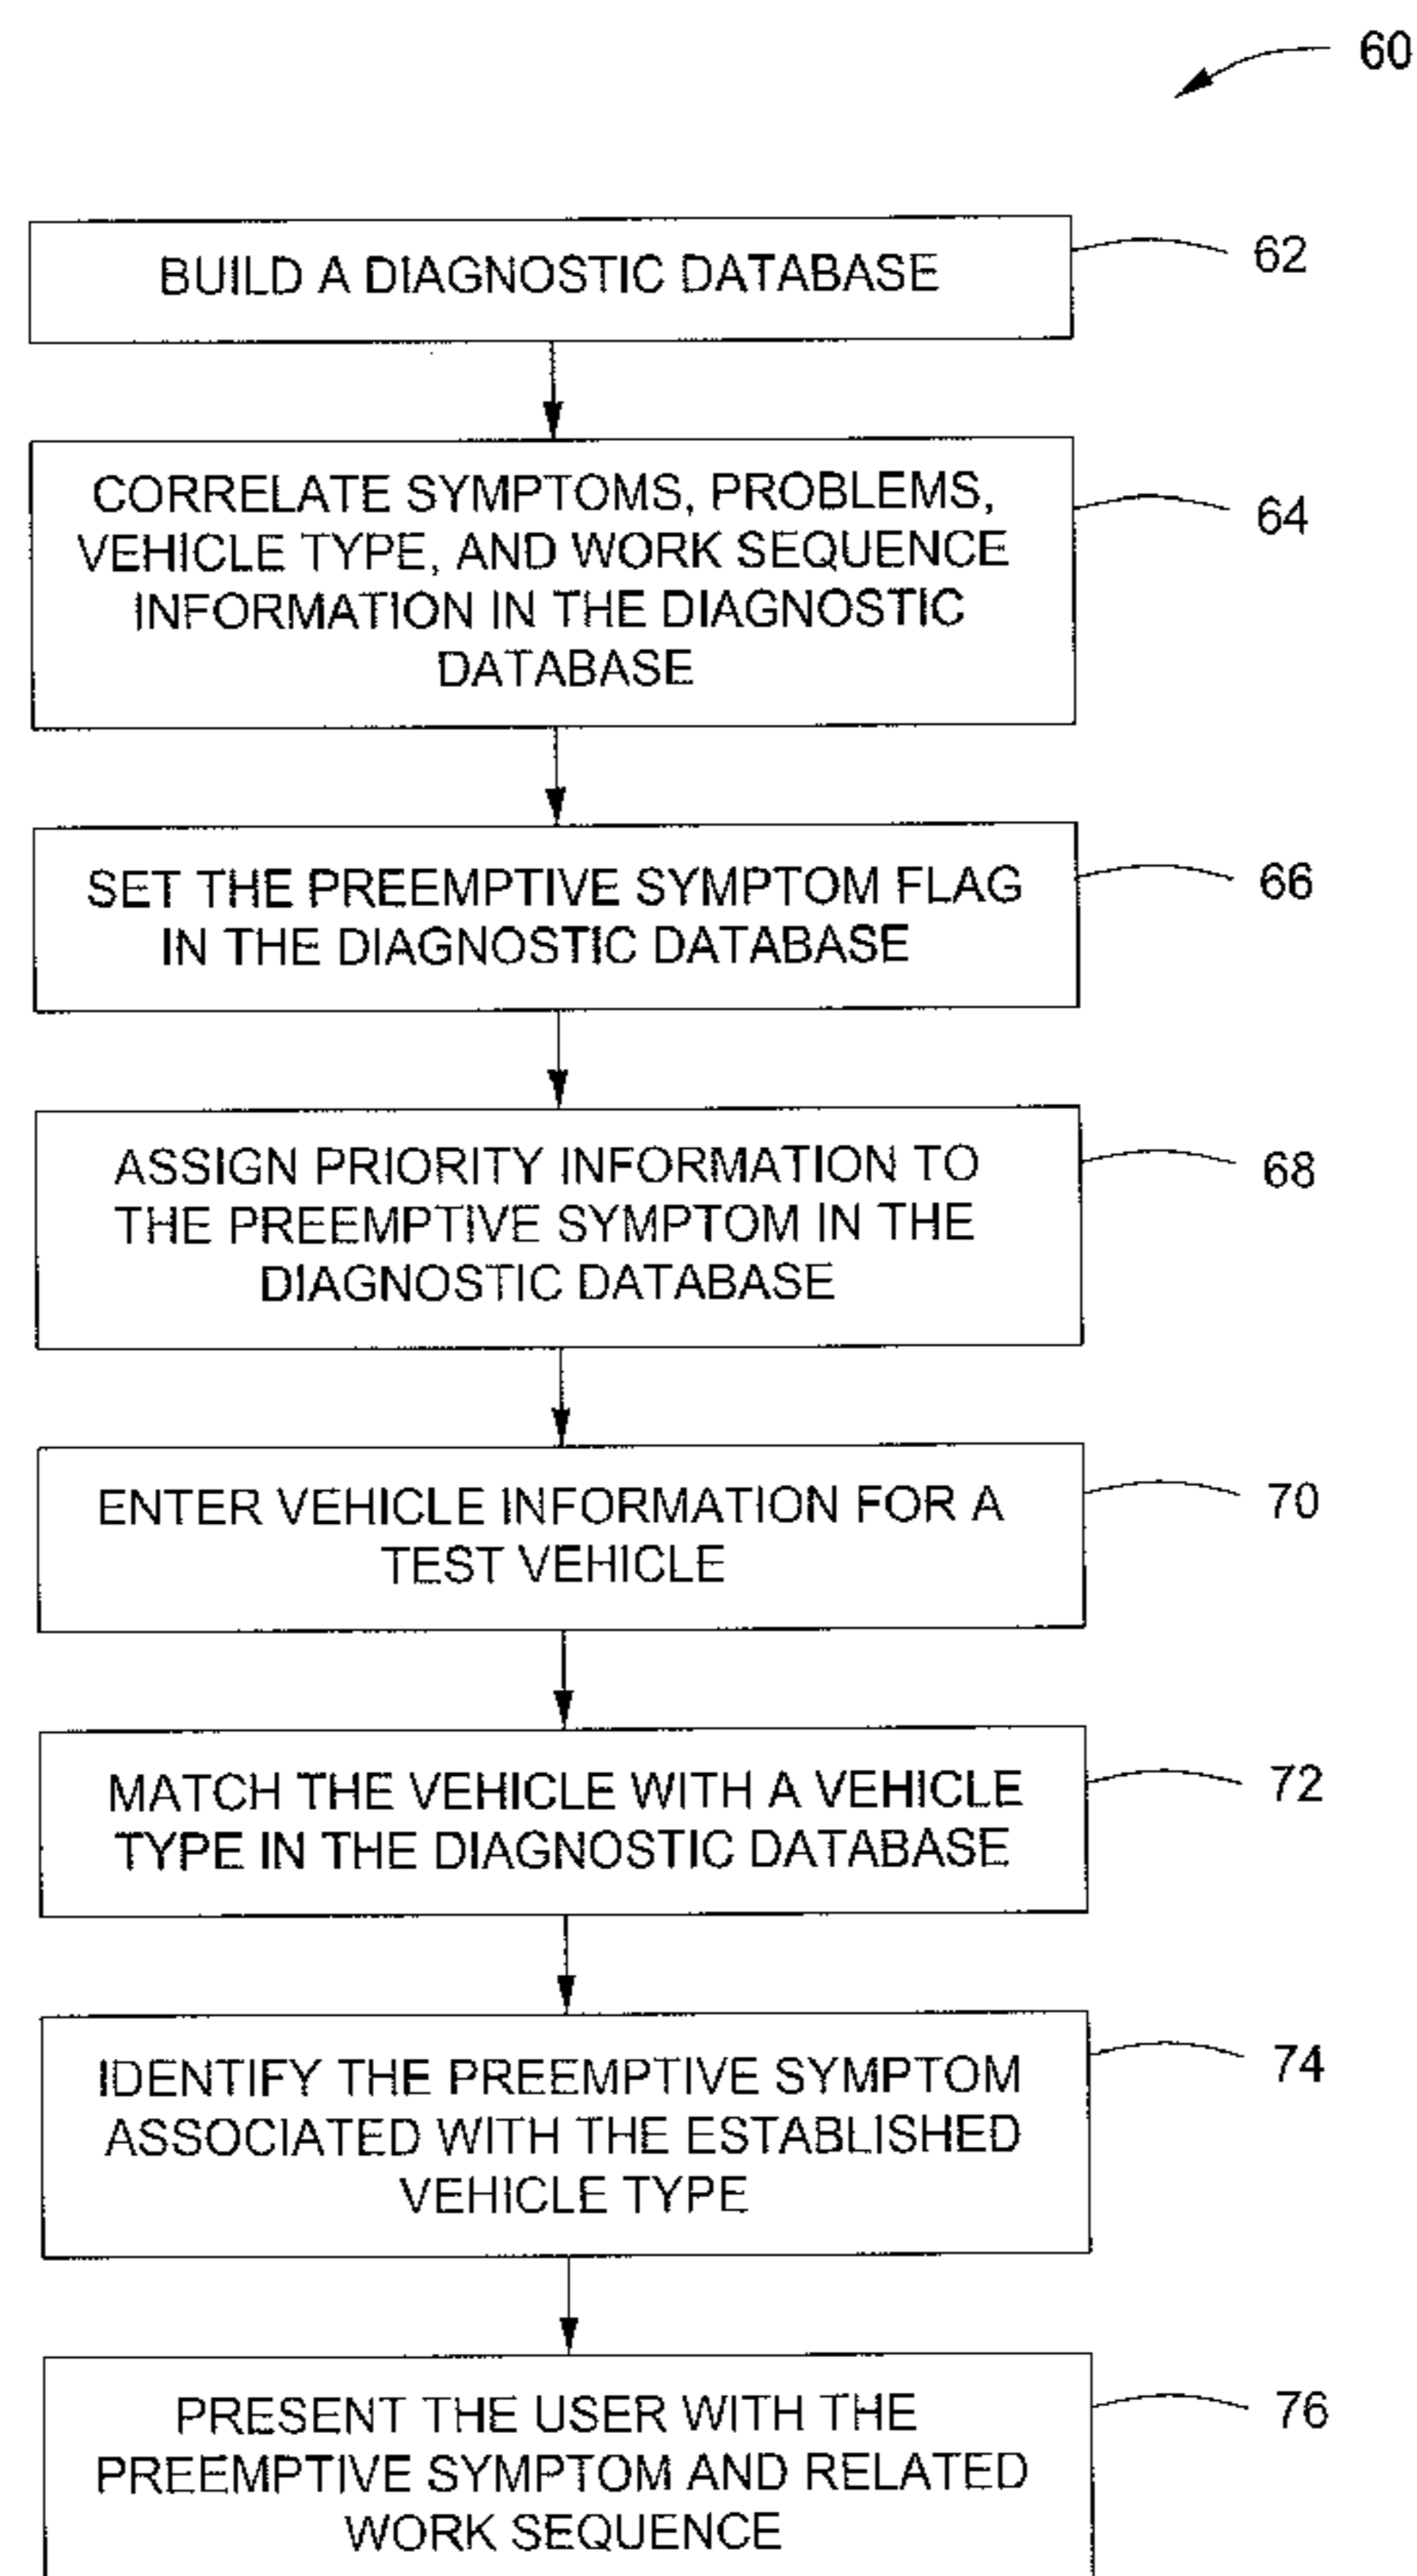 60
BUILD A DIAGNOSTIC DATABASE
62
CORRELATE SYMPTOMS, PROBLEMS,
VEHICLE TYPE, AND WORK SEQUENCE
INFORMATION IN THE DIAGNOSTIC
DATABASE
64
SET THE PREEMPTIVE SYMPTOM FLAG
IN THE DIAGNOSTIC DATABASE
66
ASSIGN PRIORITY INFORMATION TO
THE PREEMPTIVE SYMPTOM IN THE
DIAGNOSTIC DATABASE
68
ENTER VEHICLE INFORMATION FOR A
TEST VEHICLE
70
MATCH THE VEHICLE WITH A VEHICLE
TYPE IN THE DIAGNOSTIC DATABASE
72
IDENTIFY THE PREEMPTIVE SYMPTOM
ASSOCIATED WITH THE ESTABLISHED
VEHICLE TYPE
74
PRESENT THE USER WITH THE
PREEMPTIVE SYMPTOM AND RELATED
WORK SEQUENCE
76